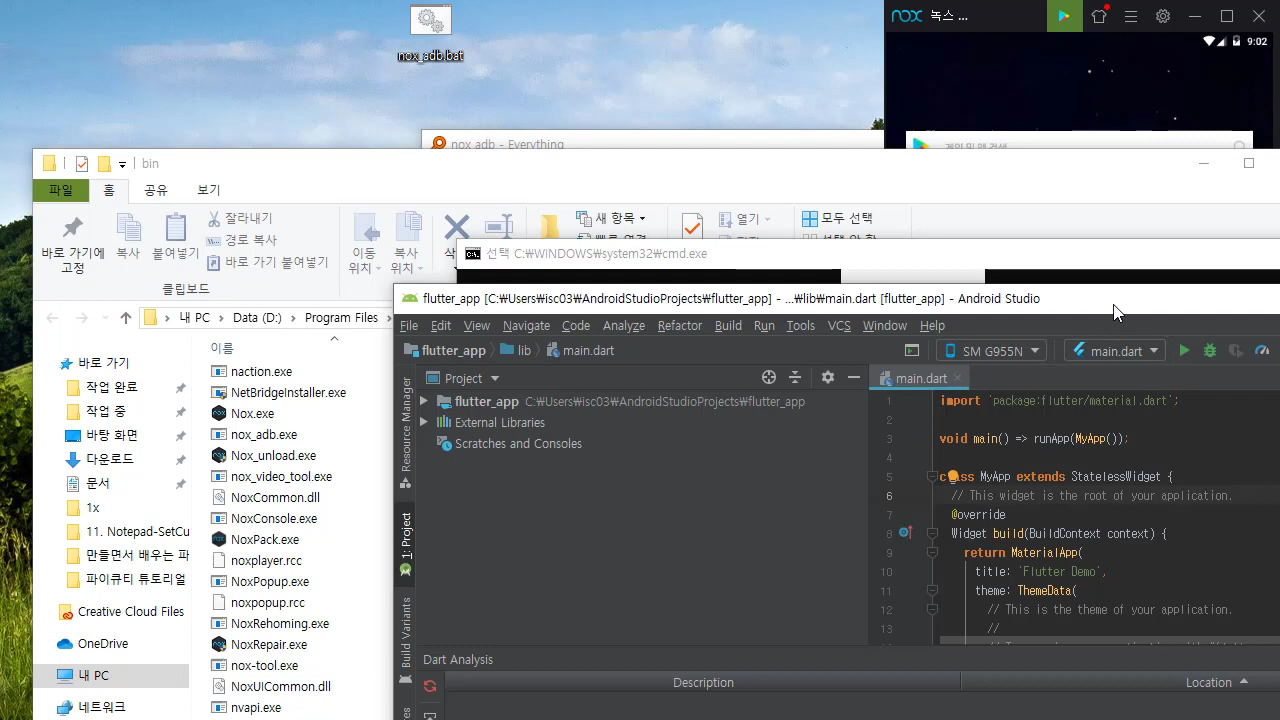 nox_adb.bat
nox 녹스 ...
9:02
게임 및 앱 검색
nox adb - Everything
bin
파일
홈
공유
보기
바로 가기에
고정
복사
붙여넣기
잘라내기
경로 복사
바로 가기 붙여넣기
클립보드
이동
위치
복사
위치
새 항목
열기
모두 선택
선택 C:₩WINDOWS₩system32₩cmd.exe
내 PC
Data (D:)
Program Files
바로 가기
작업 완료
작업 중
바탕 화면
다운로드
문서
1x
11. Notepad-SetCu
만들면서 배우는 파
파이큐티 튜토리얼
Creative Cloud Files
OneDrive
내 PC
네트워크
이름
naction.exe
NetBridgeInstaller.exe
Nox.exe
nox_adb.exe
Nox_unload.exe
nox_video_tool.exe
NoxCommon.dll
NoxConsole.exe
NoxPack.exe
noxplayer.rcc
NoxPopup.exe
noxpopup.rcc
NoxRehoming.exe
NoxRepair.exe
nox-tool.exe
NoxUICommon.dll
nvapi.exe
flutter_app [C:₩Users₩isc03₩AndroidStudioProjects₩flutter_app] - ...₩lib₩main.dart [flutter_app] - Android Studio
File Edit View Navigate Code Analyze Refactor Build Run Tools VCS Window Help
flutter_app lib main.dart
SM G955N
main.dart
Project
main.dart
Resource Manager
1: Project
Build Variants
flutter_app C:₩Users₩isc03₩AndroidStudioProjects₩flutter_app
External Libraries
Scratches and Consoles
1 import 'package:flutter/material.dart';
2
3 void main() => runApp(MyApp());
4
5 class MyApp extends StatelessWidget {
6 // This widget is the root of your application.
7 @override
8 Widget build(BuildContext context) {
9 return MaterialApp(
10 title: 'Flutter Demo',
11 theme: ThemeData(
12 // This is the theme of your application.
13 //
Dart Analysis
Description
Location